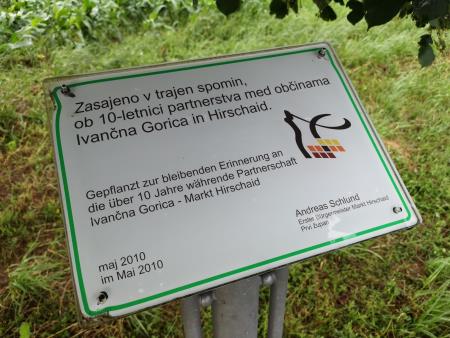 Zasajeno v trajen spomin,
ob 10-letnici partnerstva med občinama
Ivančna Gorica in Hirschaid.
Gepflanzt zur bleibenden Erinnerung an
die über 10 Jahre währende Partnerschaft
Ivančna Gorica - Markt Hirschaid
Andreas Schlund
Erster Bürgermeister Markt Hirschaid
Prvi župan
maj 2010
im Mai 2010